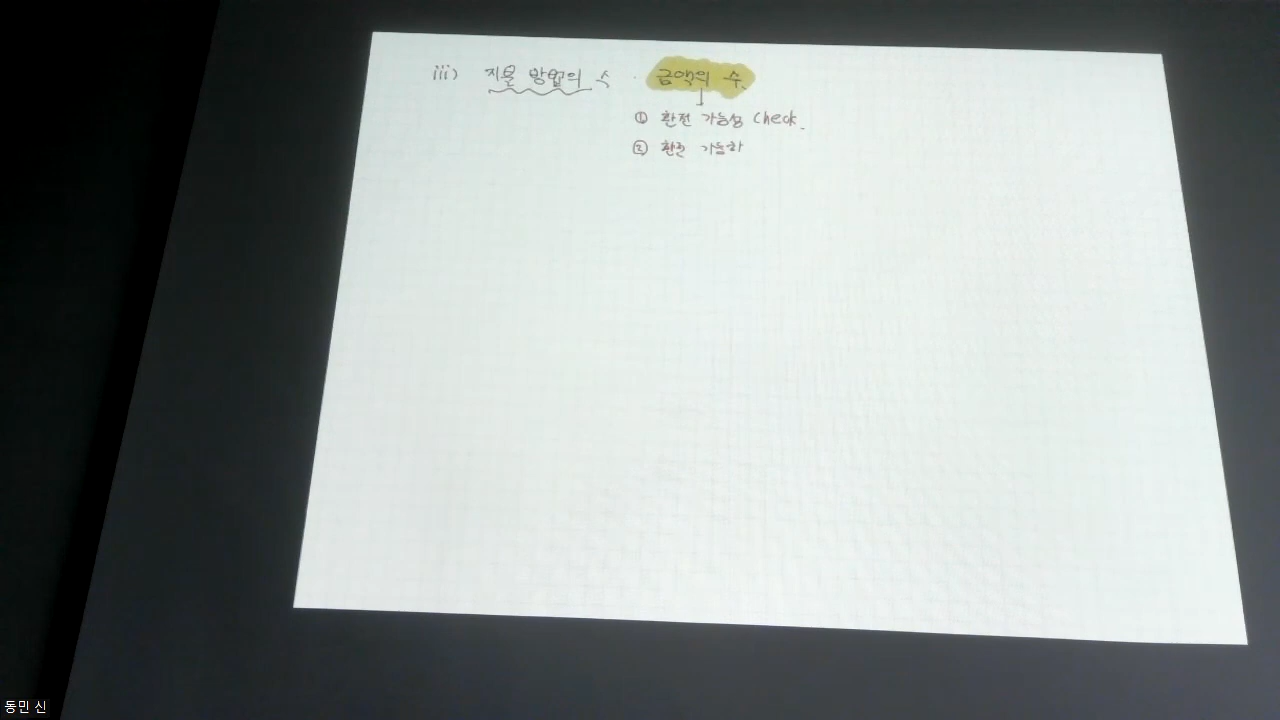 iii) 지불 방법의 수 · 금액의 수.
① 환전 가능성 Check.
② 환전 가능하
동민 신